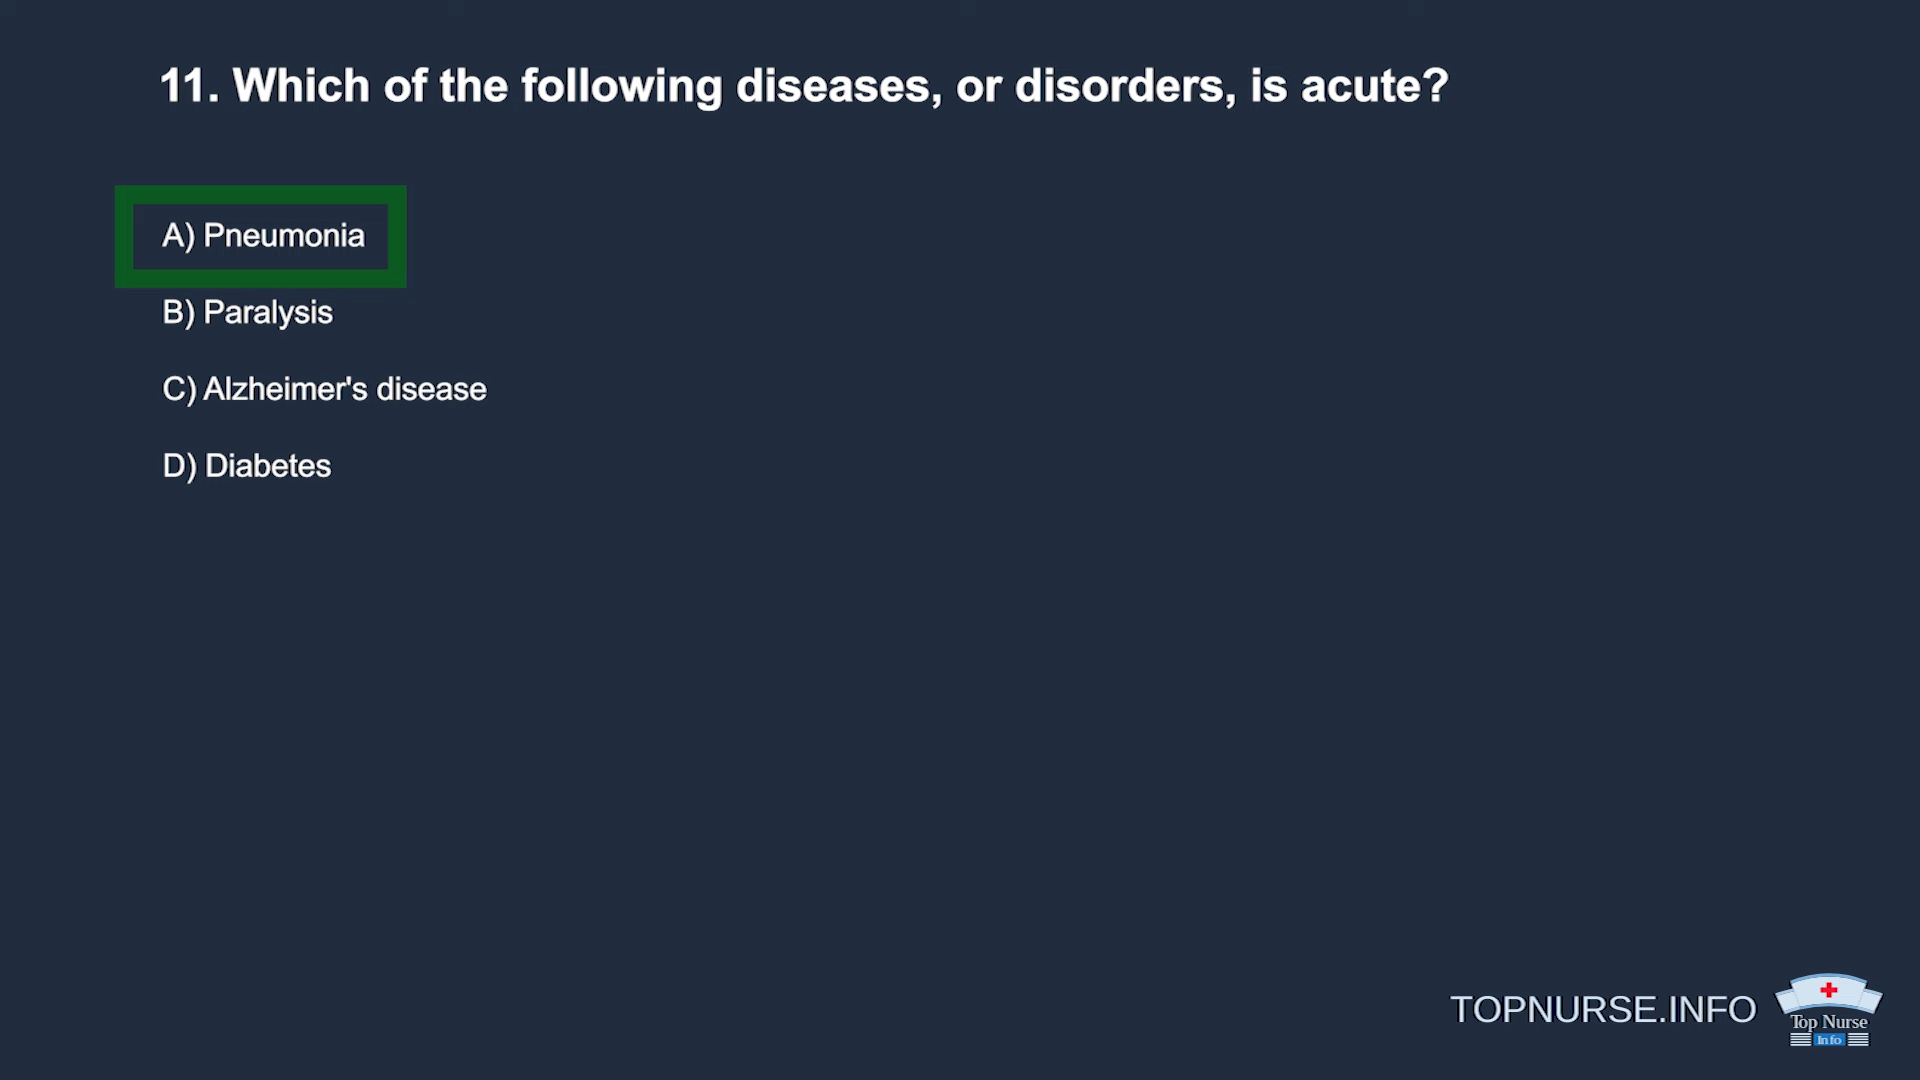 11. Which of the following diseases, or disorders, is acute?
A) Pneumonia
B) Paralysis
C) Alzheimer's disease
D) Diabetes
TOPNURSE.INFO
Top Nurse
Info